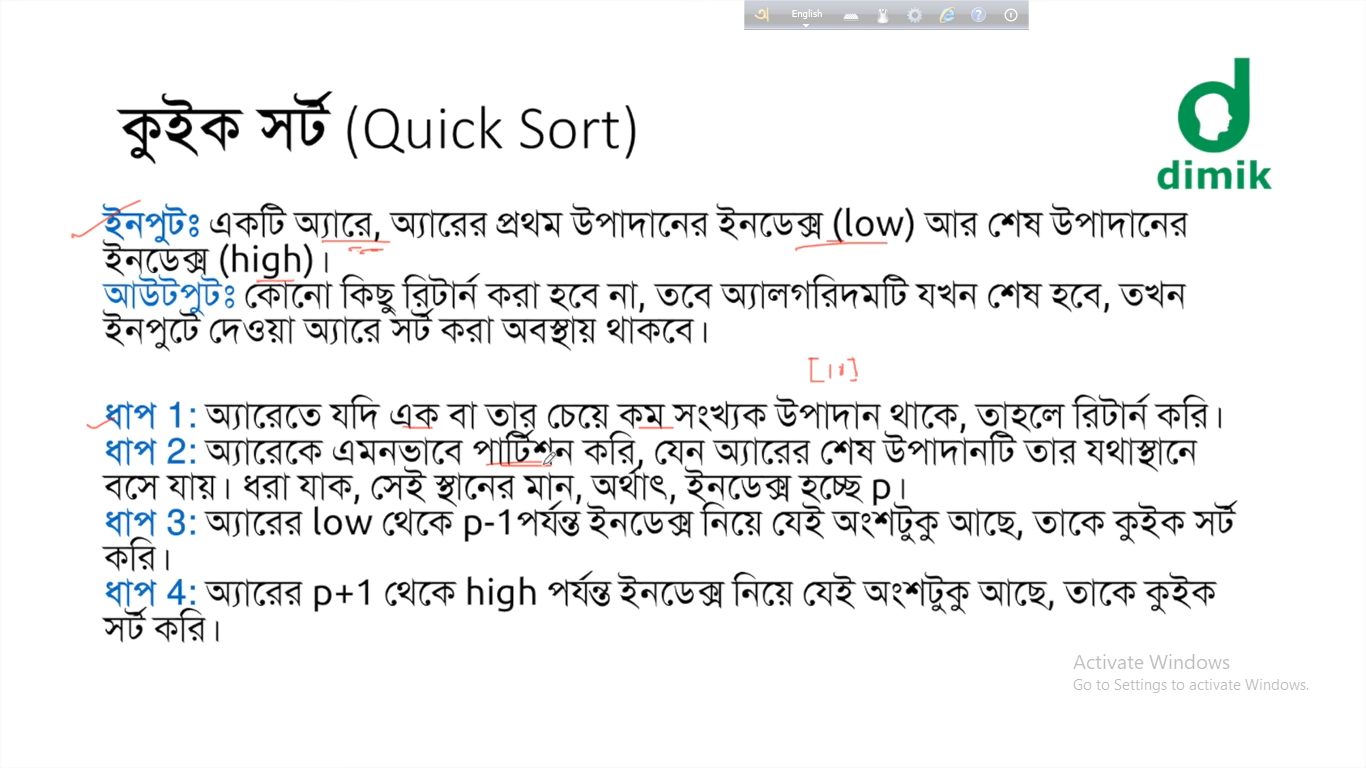 English
কুইক সর্ট (Quick Sort)
dimik
ইনপুটঃ একটি অ্যারে, অ্যারের প্রথম উপাদানের ইনডেক্স (low) আর শেষ উপাদানের
ইনডেক্স (high)।
আউটপুটঃ কোনো কিছু রিটার্ন করা হবে না, তবে অ্যালগরিদমটি যখন শেষ হবে, তখন
ইনপুটে দেওয়া অ্যারে সর্ট করা অবস্থায় থাকবে।
ধাপ 1: অ্যারেতে যদি এক বা তার চেয়ে কম সংখ্যক উপাদান থাকে, তাহলে রিটার্ন করি।
ধাপ 2: অ্যারেকে এমনভাবে পার্টিশন করি, যেন অ্যারের শেষ উপাদানটি তার যথাস্থানে
বসে যায়। ধরা যাক, সেই স্থানের মান, অর্থাৎ, ইনডেক্স হচ্ছে p।
ধাপ 3: অ্যারের low থেকে p-1পর্যন্ত ইনডেক্স নিয়ে যেই অংশটুকু আছে, তাকে কুইক সর্ট
করি।
ধাপ 4: অ্যারের p+1 থেকে high পর্যন্ত ইনডেক্স নিয়ে যেই অংশটুকু আছে, তাকে কুইক
সর্ট করি।
Activate Windows
Go to Settings to activate Windows.